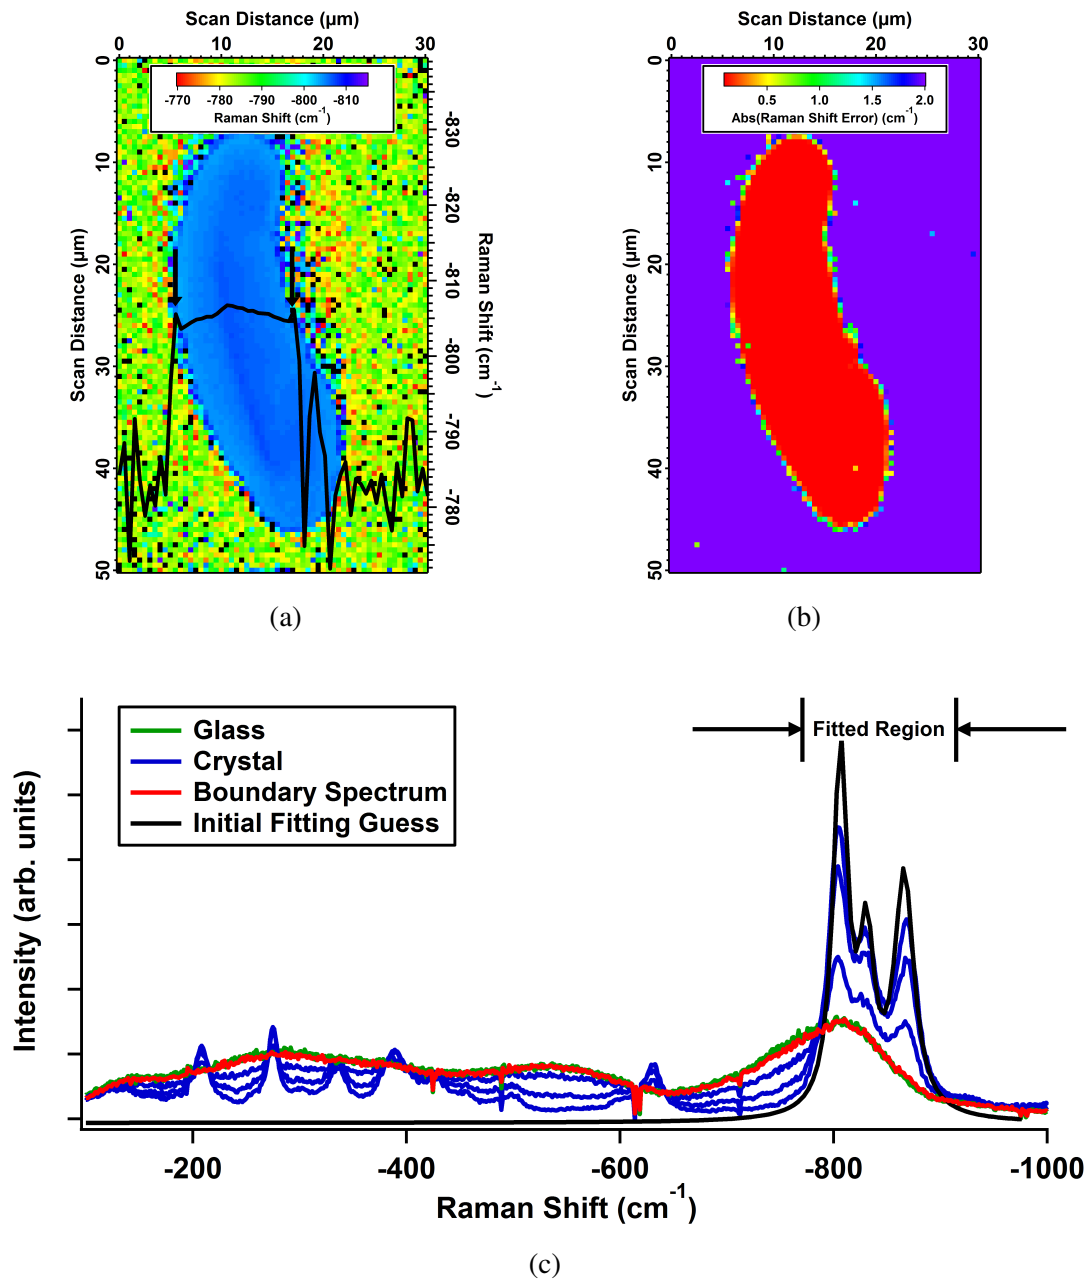 Scan Distance (µm)
0 10 20 30
0
10
20
30
40
50
Scan Distance (µm)
-770 -780 -790 -800 -810
Raman Shift (cm-1)
-830
-820
-810
-800
-790
-780
Raman Shift (cm-1)
(a)
Scan Distance (µm)
0 10 20 30
0
10
20
30
40
50
Scan Distance (µm)
0.5 1.0 1.5 2.0
Abs(Raman Shift Error) (cm-1)
(b)
Glass
Crystal
Boundary Spectrum
Initial Fitting Guess
Fitted Region
Intensity (arb. units)
-200 -400 -600 -800 -1000
Raman Shift (cm-1)
(c)